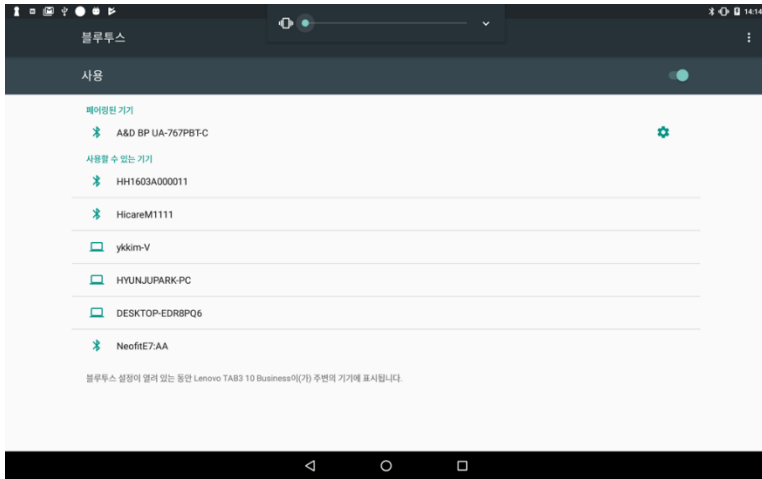 14:14
블루투스
사용
페어링된 기기
A&D BP UA-767PBT-C
사용할 수 있는 기기
HH1603A000011
HicareM1111
ykkim-V
HYUNJUPARK-PC
DESKTOP-EDR8PQ6
NeofitE7:AA
블루투스 설정이 열려 있는 동안 Lenovo TAB3 10 Business이(가) 주변의 기기에 표시됩니다.